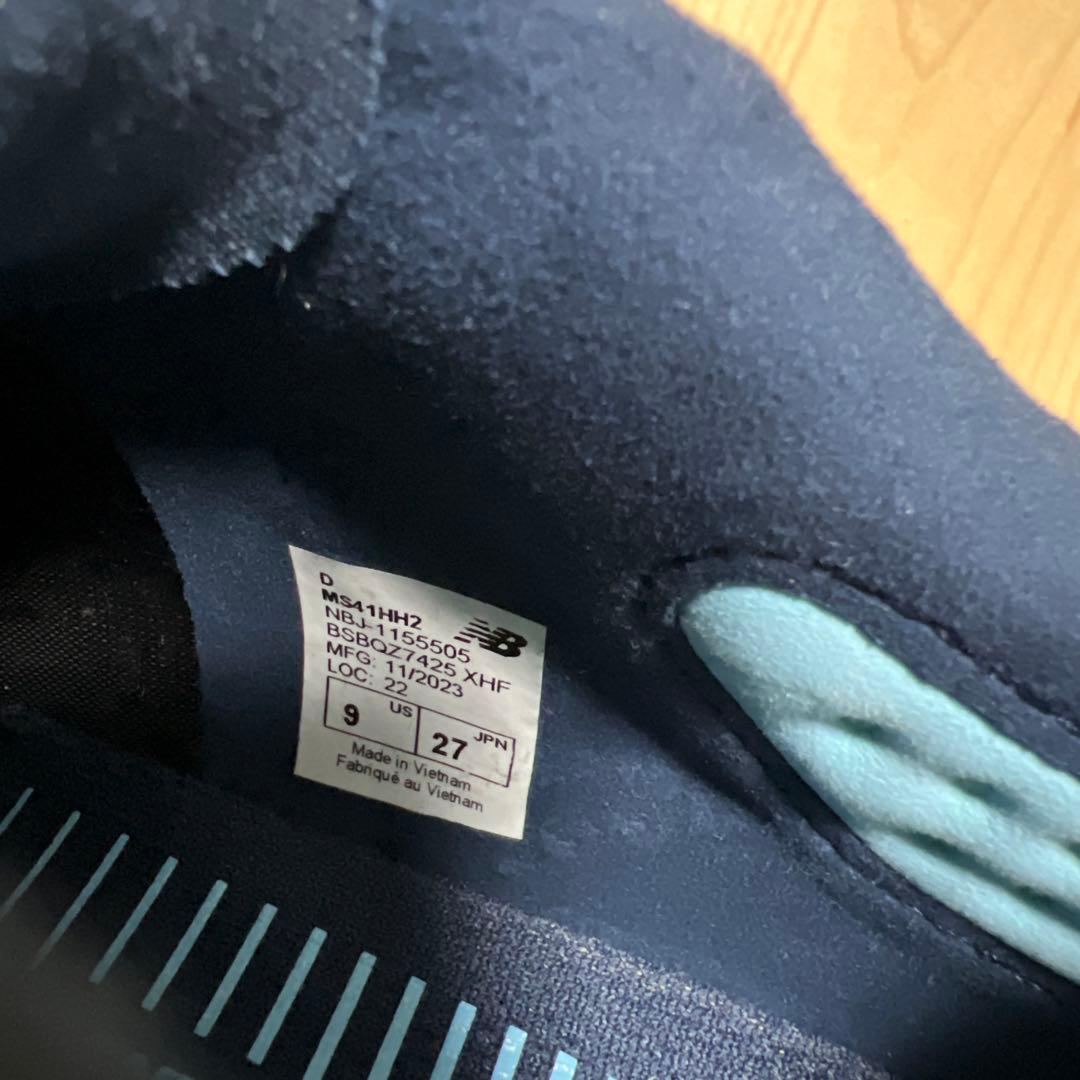 D
MS41HH2
NB
NBJ-1155505
BSBQZ7425 XHF
MFG: 11/2023
LOC: 22
9 US 27 JPN
Made in Vietnam
Fabriqué au Vietnam